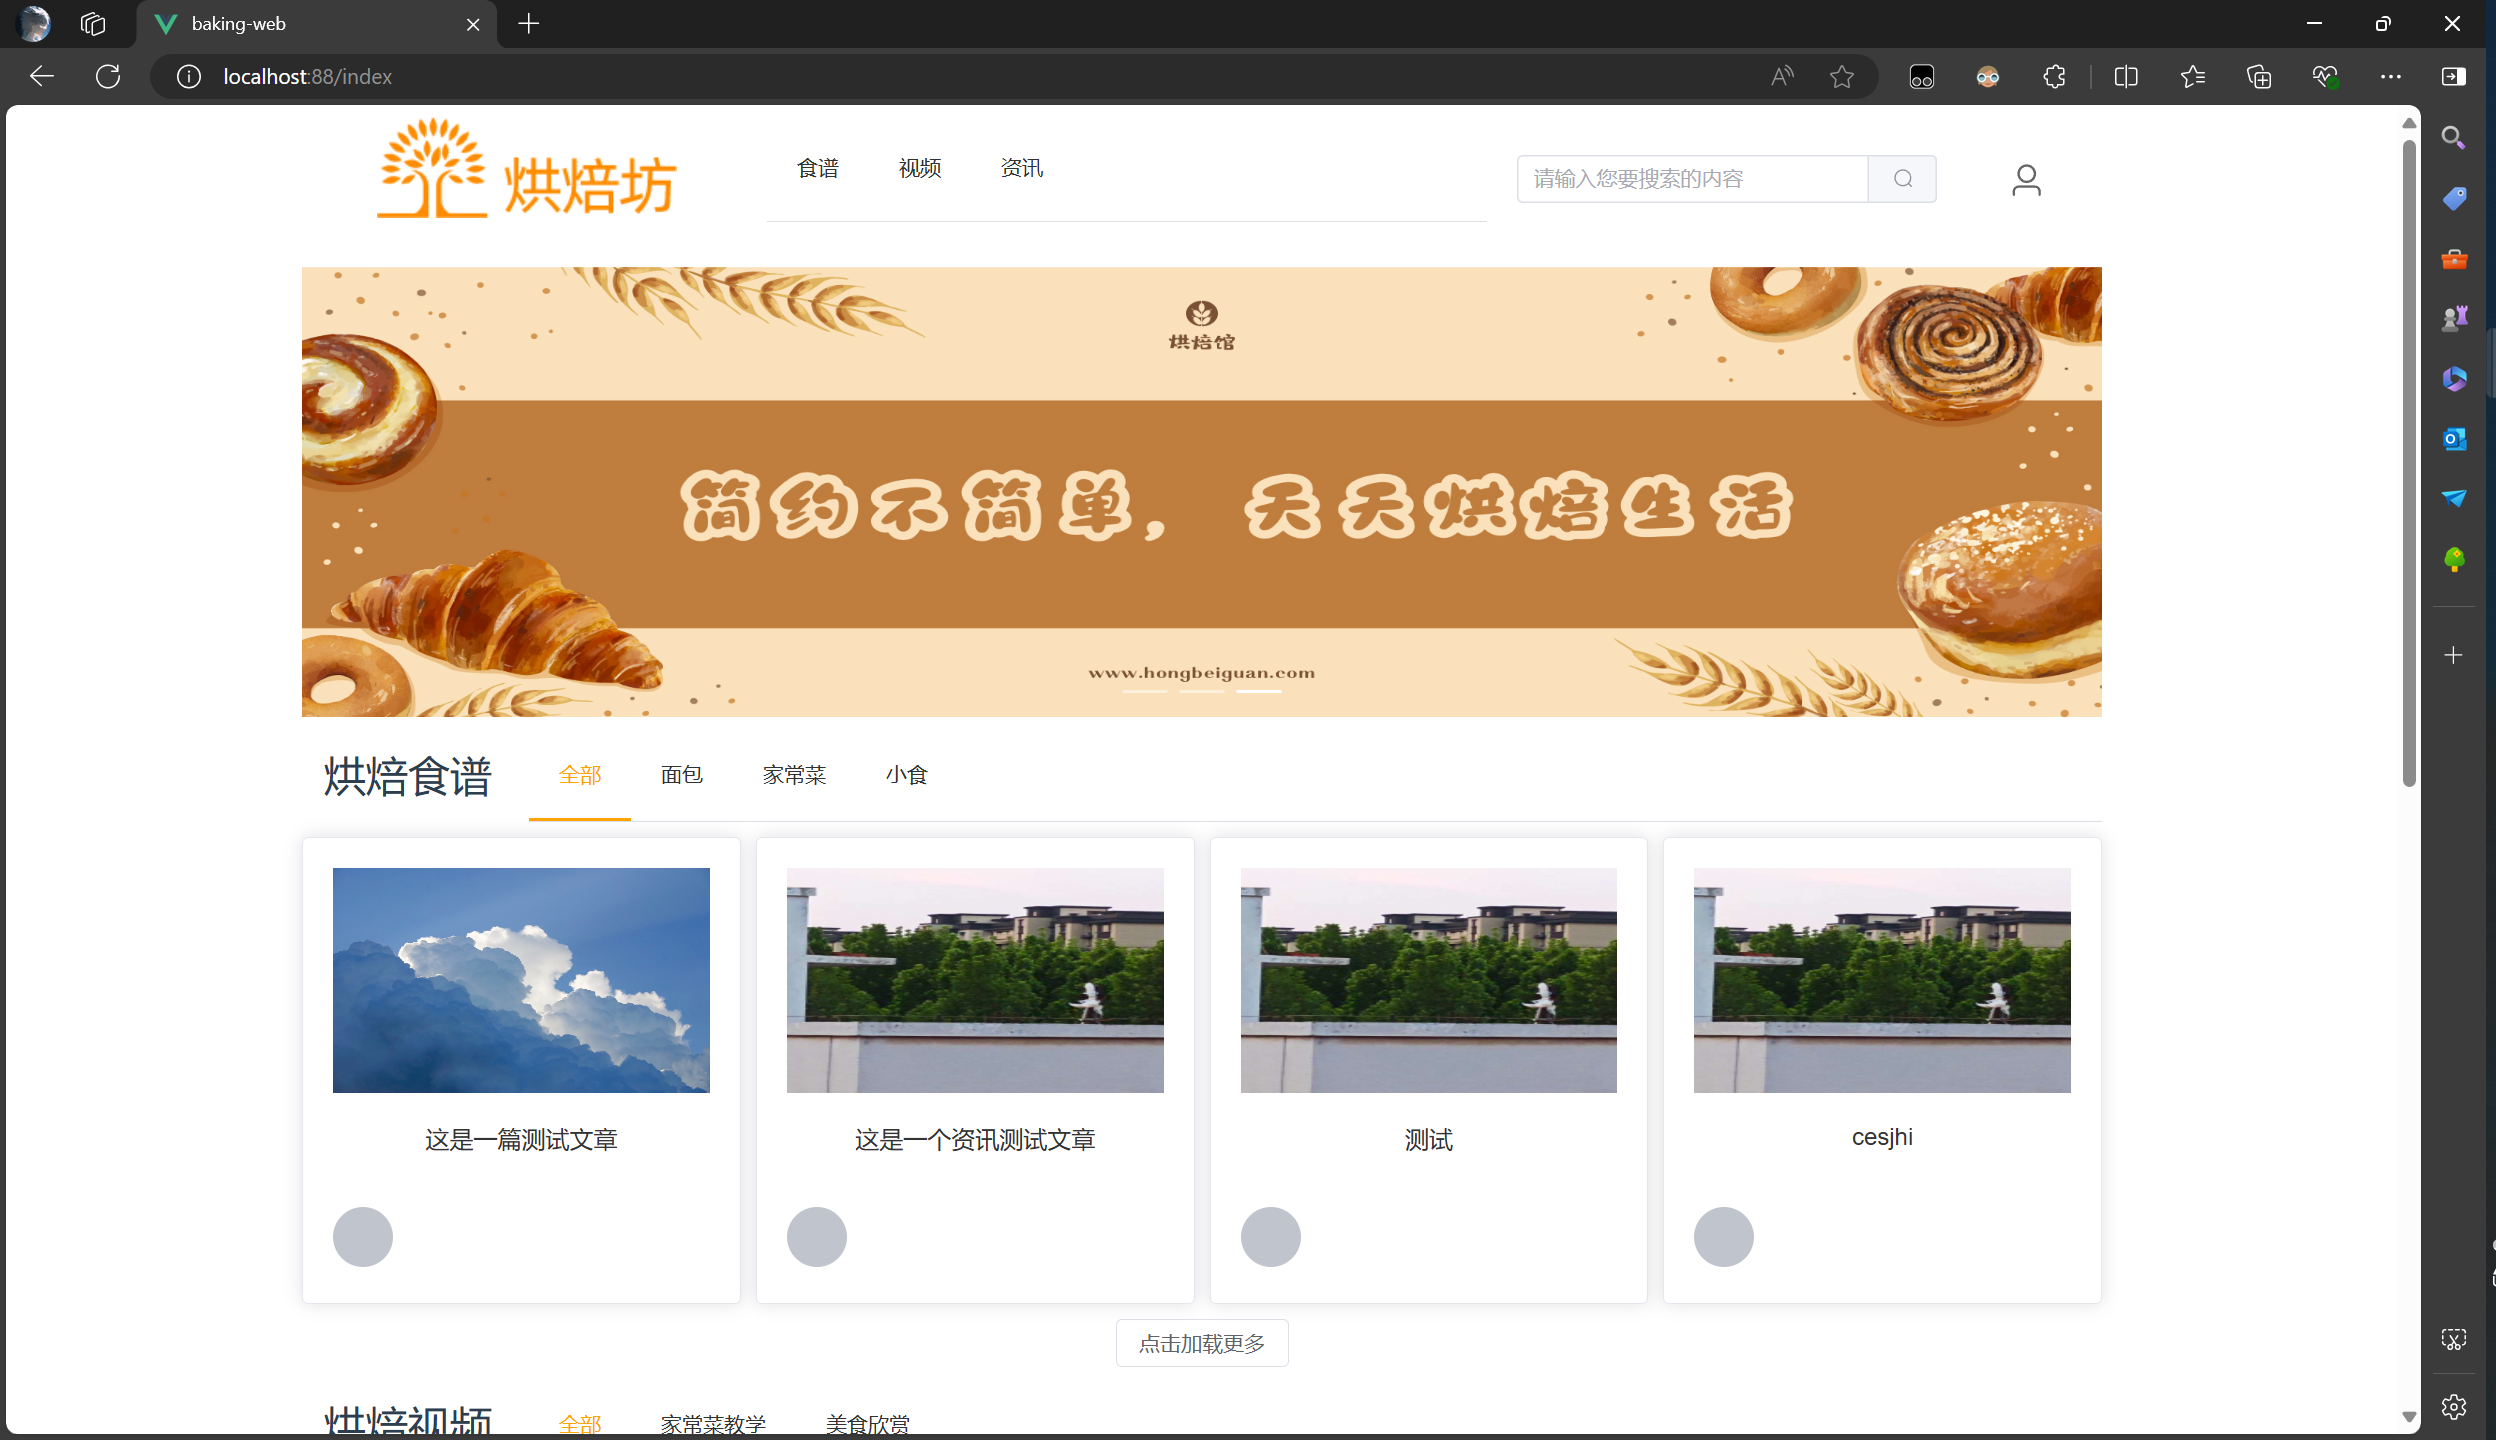 baking-web
localhost:88/index
烘焙坊
食谱
视频
资讯
请输入您要搜索的内容
烘焙馆
简约不简单， 天天烘焙生活
www.hongbeiguan.com
烘焙食谱
全部
面包
家常菜
小食
这是一篇测试文章
这是一个资讯测试文章
测试
cesjhi
点击加载更多
烘焙视频
全部
家常菜教学
美食欣赏